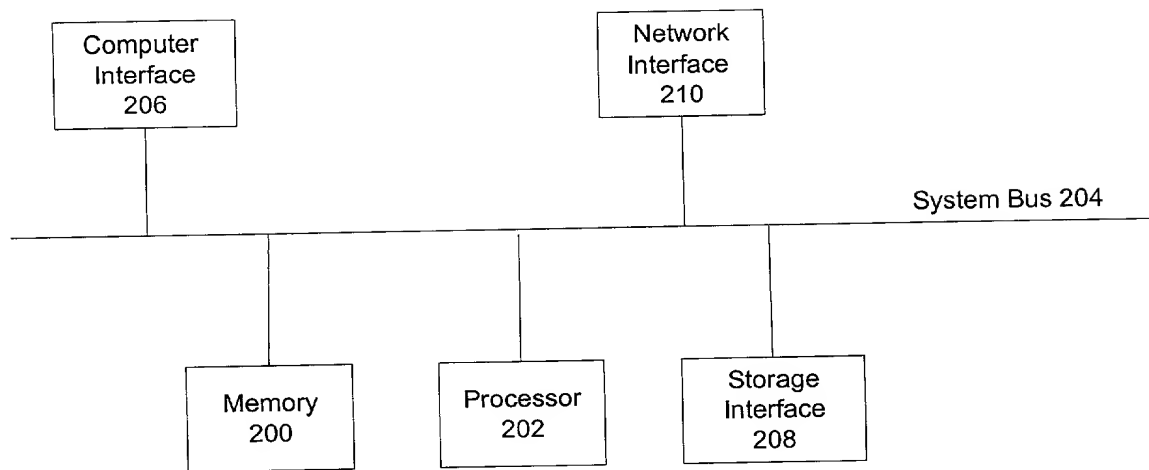 Computer
Interface
206
Network
Interface
210
System Bus 204
Memory
200
Processor
202
Storage
Interface
208